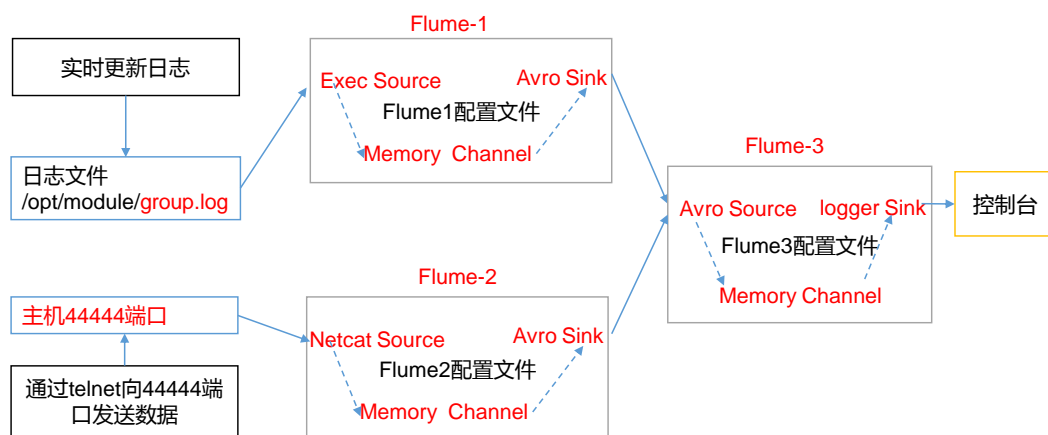 Flume-1
实时更新日志
Exec Source
Avro Sink
Flume1配置文件
Memory Channel
日志文件
/opt/module/group.log
Flume-3
Avro Source
logger Sink
Flume3配置文件
Memory Channel
控制台
Flume-2
主机44444端口
Netcat Source
Avro Sink
Flume2配置文件
Memory Channel
通过telnet向44444端
口发送数据